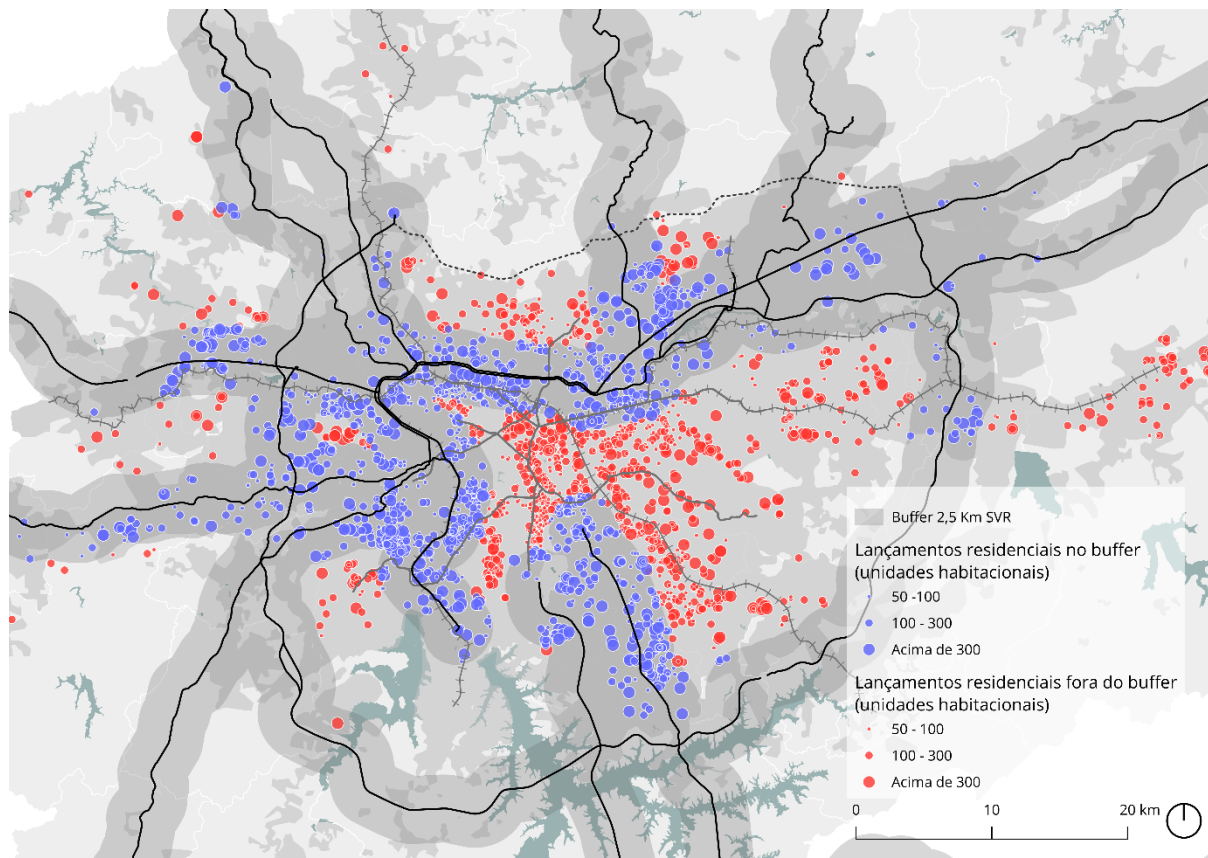 Buffer 2,5 Km SVR
Lançamentos residenciais no buffer
(unidades habitacionais)
50 -100
100 - 300
Acima de 300
Lançamentos residenciais fora do buffer
(unidades habitacionais)
50 - 100
100 - 300
Acima de 300
0 10 20 km